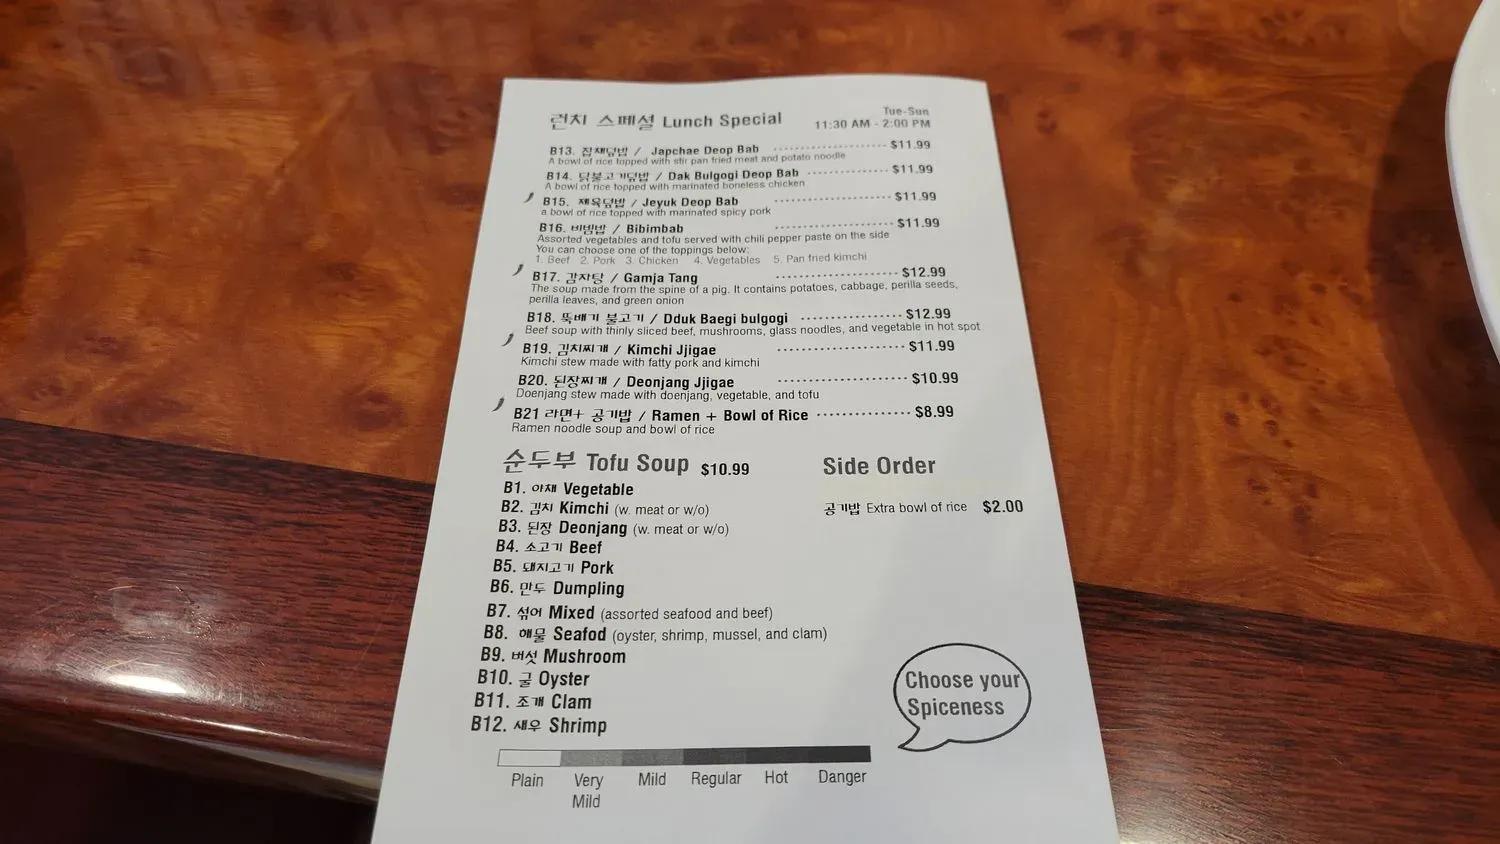 런치 스페셜 Lunch Special
Tue-Sun
11:30 AM - 2:00 PM
B13. 잡채덮밥 / Japchae Deop Bab $11.99
A bowl of rice topped with stir pan fried meat and potato noodle
B14. 닭불고기덮밥 / Dak Bulgogi Deop Bab $11.99
A bowl of rice topped with marinated boneless chicken
B15. 제육덮밥 / Jeyuk Deop Bab $11.99
a bowl of rice topped with marinated spicy pork
B16. 비빔밥 / Bibimbab $11.99
Assorted vegetables and tofu served with chili pepper paste on the side
You can choose one of the toppings below:
1. Beef 2. Pork 3. Chicken 4. Vegetables 5. Pan fried kimchi
B17. 감자탕 / Gamja Tang $12.99
The soup made from the spine of a pig. It contains potatoes, cabbage, perilla seeds,
perilla leaves, and green onion
B18. 뚝배기 불고기 / Dduk Baegi bulgogi $12.99
Beef soup with thinly sliced beef, mushrooms, glass noodles, and vegetable in hot spot
B19. 김치찌개 / Kimchi Jjigae $11.99
Kimchi stew made with fatty pork and kimchi
B20. 된장찌개 / Deonjang Jjigae $10.99
Doenjang stew made with doenjang, vegetable, and tofu
B21 라면+ 공기밥 / Ramen + Bowl of Rice $8.99
Ramen noodle soup and bowl of rice
순두부 Tofu Soup $10.99
B1. 야채 Vegetable
B2. 김치 Kimchi (w. meat or w/o)
B3. 된장 Deonjang (w. meat or w/o)
B4. 소고기 Beef
B5. 돼지고기 Pork
B6. 만두 Dumpling
B7. 섞어 Mixed (assorted seafood and beef)
B8. 해물 Seafod (oyster, shrimp, mussel, and clam)
B9. 버섯 Mushroom
B10. 굴 Oyster
B11. 조개 Clam
B12. 새우 Shrimp
Side Order
공기밥 Extra bowl of rice $2.00
Choose your
Spiceness
Plain Very Mild Mild Regular Hot Danger